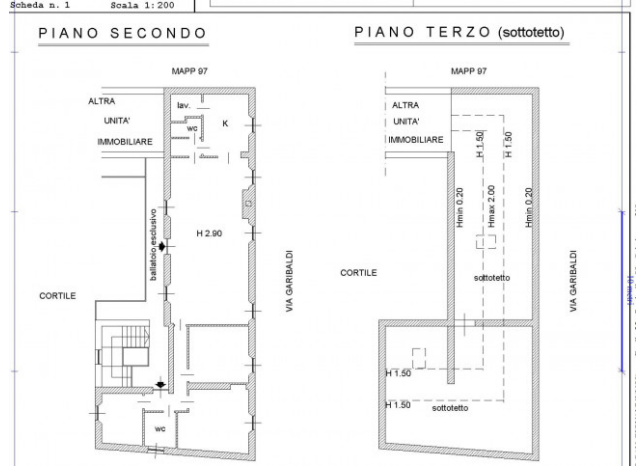 Scheda n. 1 Scala 1:200
PIANO SECONDO
PIANO TERZO (sottotetto)
MAPP 97
ALTRA
UNITA'
IMMOBILIARE
lav.
wc
K
ballatoio esclusivo
H 2.90
CORTILE
VIA GARIBALDI
wc
MAPP 97
ALTRA
UNITA'
IMMOBILIARE
H 1.50
H 1.50
Hmin 0.20
Hmax 2.00
Hmin 0.20
sottotetto
CORTILE
VIA GARIBALDI
H 1.50
H 1.50
sottotetto
10 metri